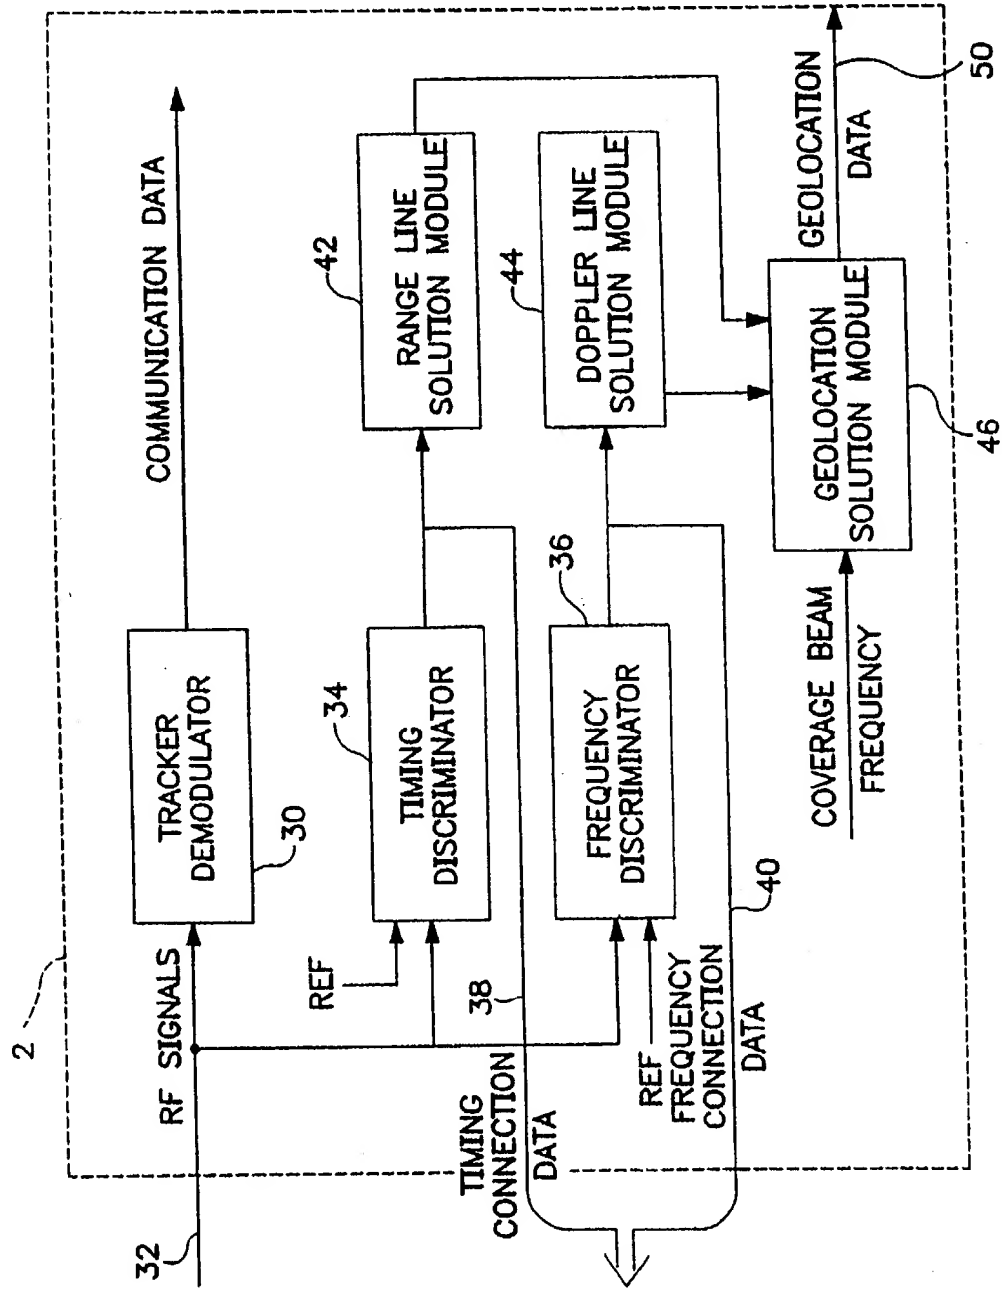 2
32
RF SIGNALS
TRACKER
DEMODULATOR
30
COMMUNICATION DATA
REF
34
TIMING
DISCRIMINATOR
42
RANGE LINE
SOLUTION MODULE
TIMING
CONNECTION
DATA
38
REF
36
FREQUENCY
DISCRIMINATOR
44
DOPPLER LINE
SOLUTION MODULE
FREQUENCY
CONNECTION
DATA
40
COVERAGE BEAM
FREQUENCY
GEOLOCATION
SOLUTION MODULE
46
GEOLOCATION
DATA
50